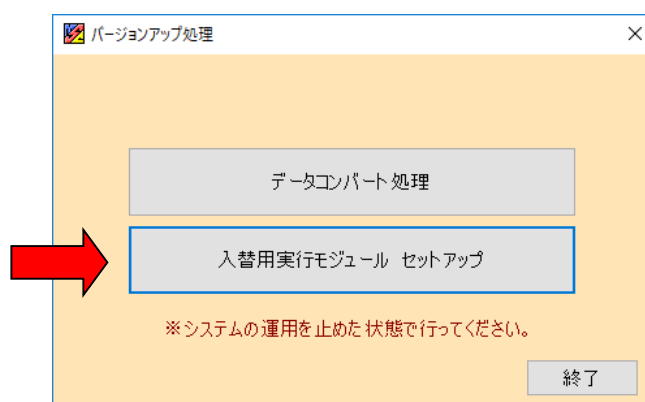 バージョンアップ処理
データコンバート処理
入替用実行モジュール セットアップ
※システムの運用を止めた状態で行ってください。
終了